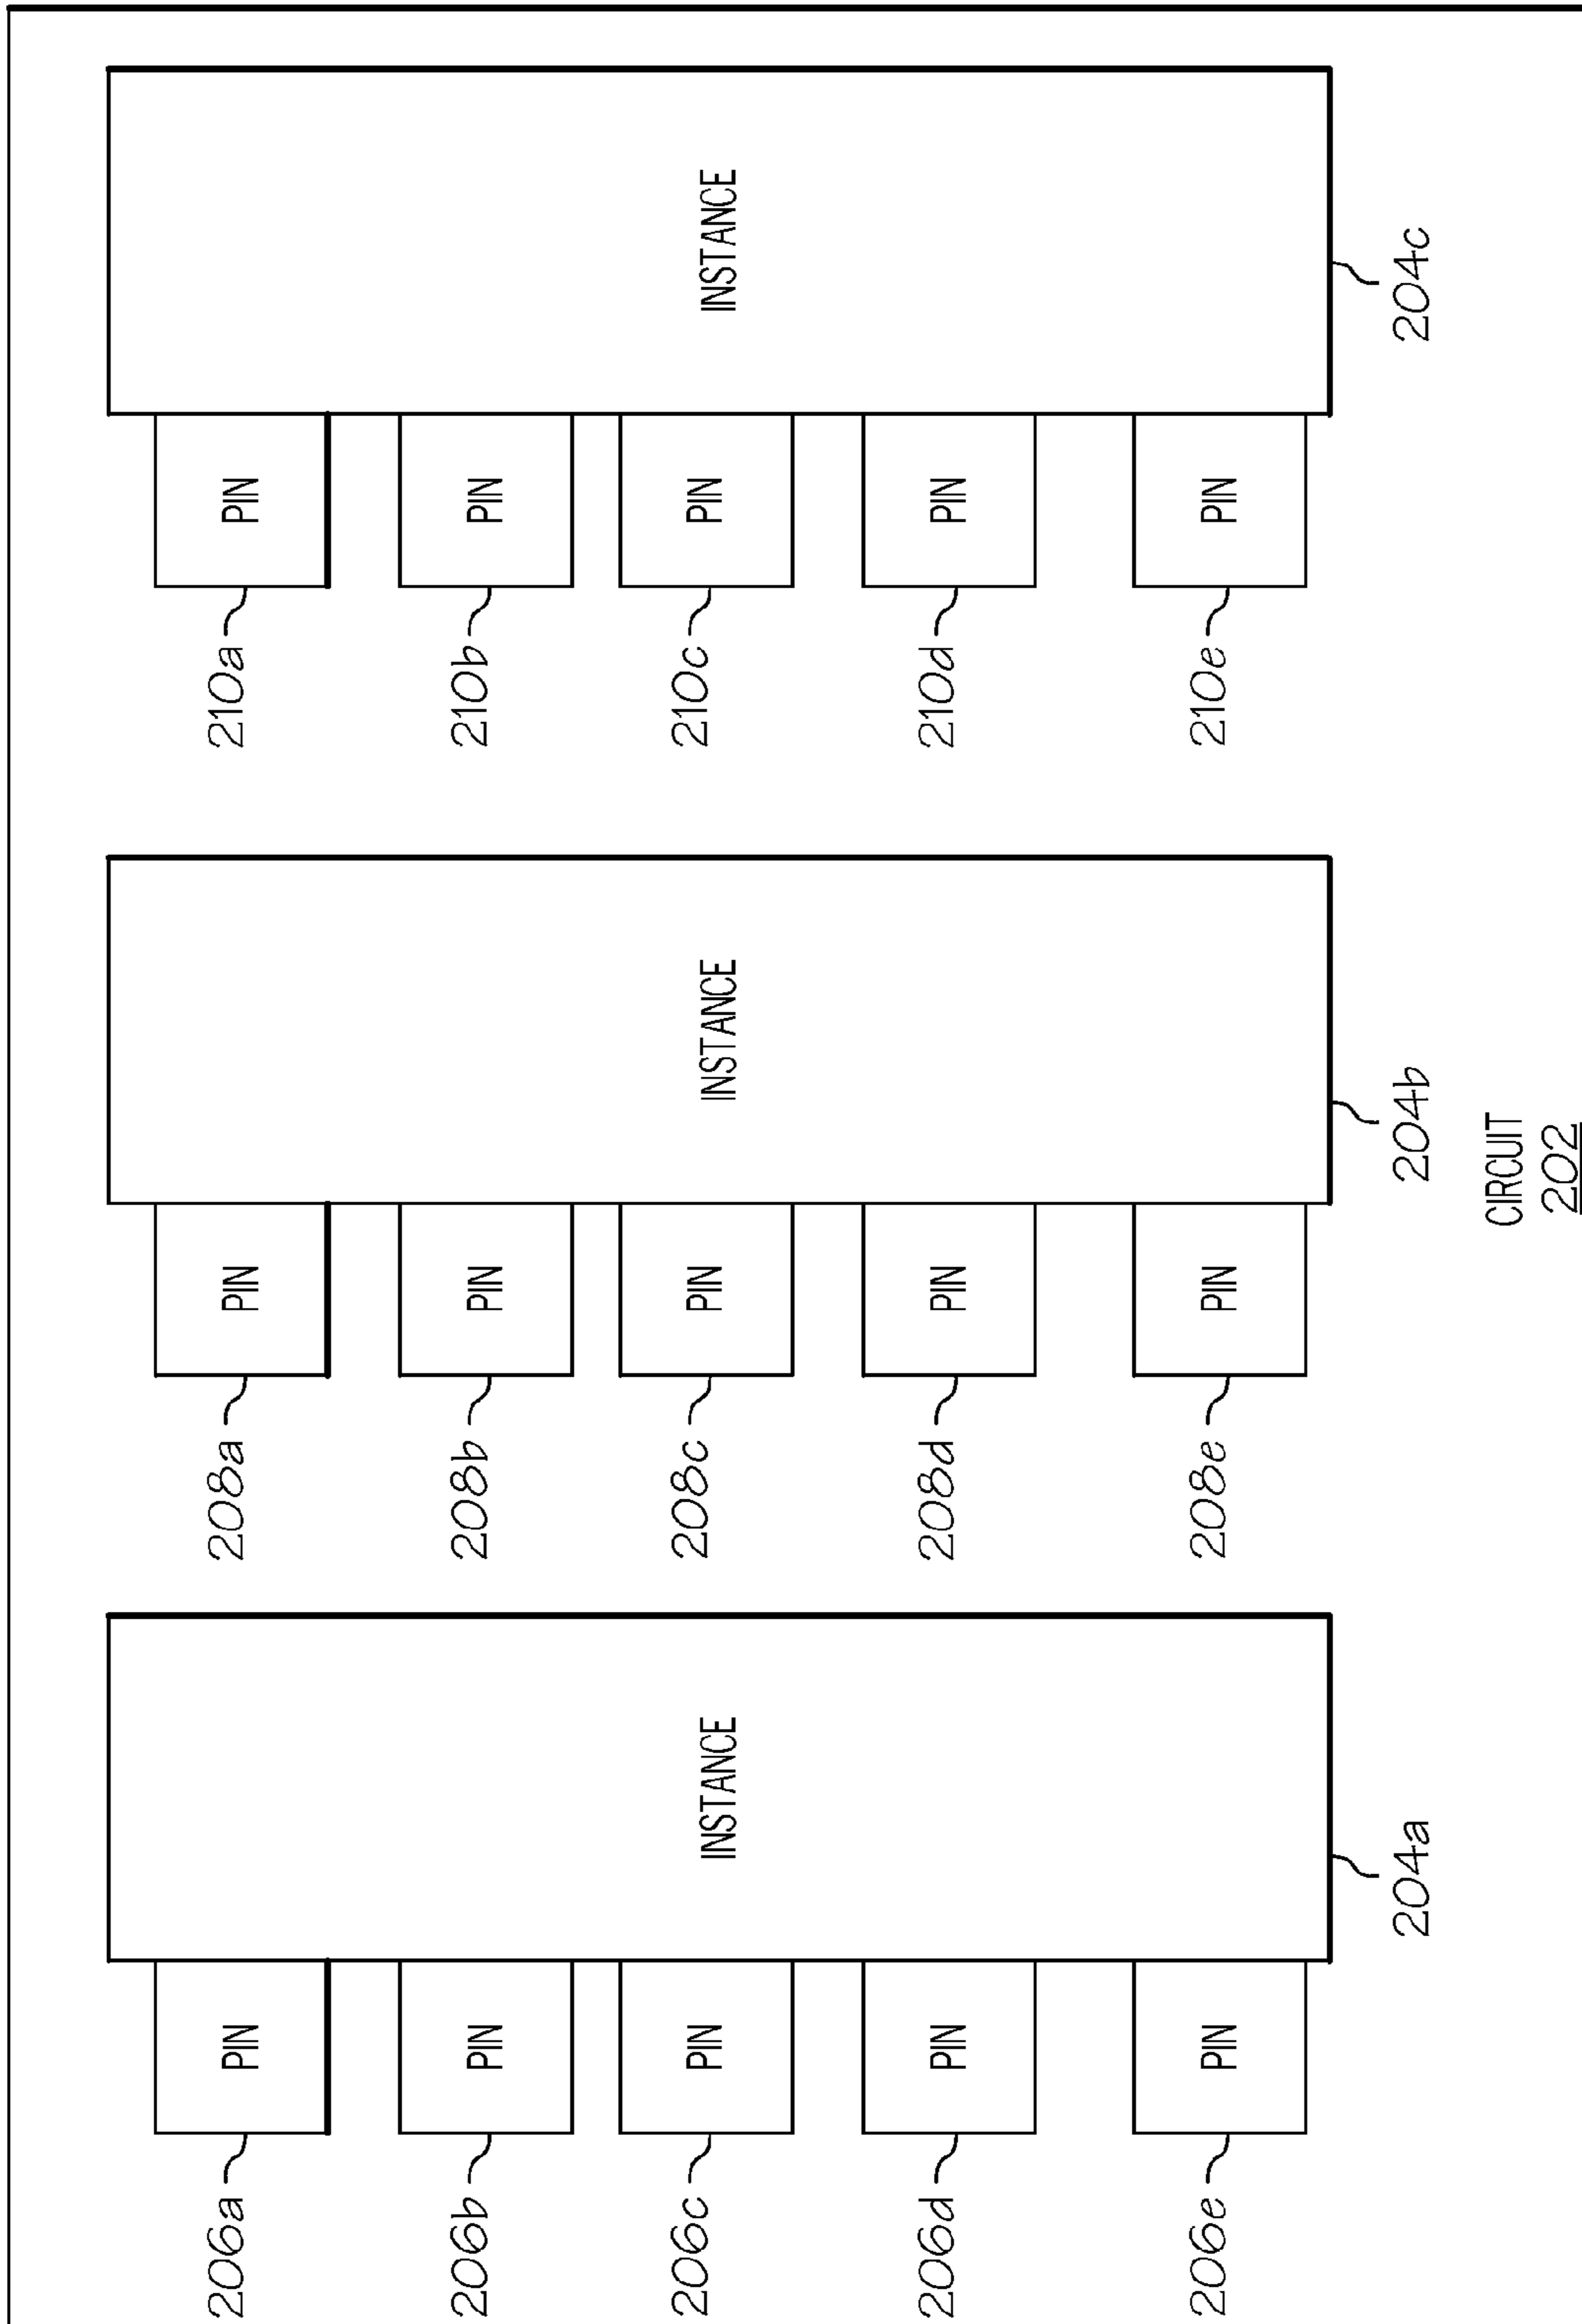 206a
PIN
206b
PIN
206c
PIN
206d
PIN
206e
PIN
INSTANCE
204a
208a
PIN
208b
PIN
208c
PIN
208d
PIN
208e
PIN
INSTANCE
204b
210a
PIN
210b
PIN
210c
PIN
210d
PIN
210e
PIN
INSTANCE
204c
CIRCUIT
202